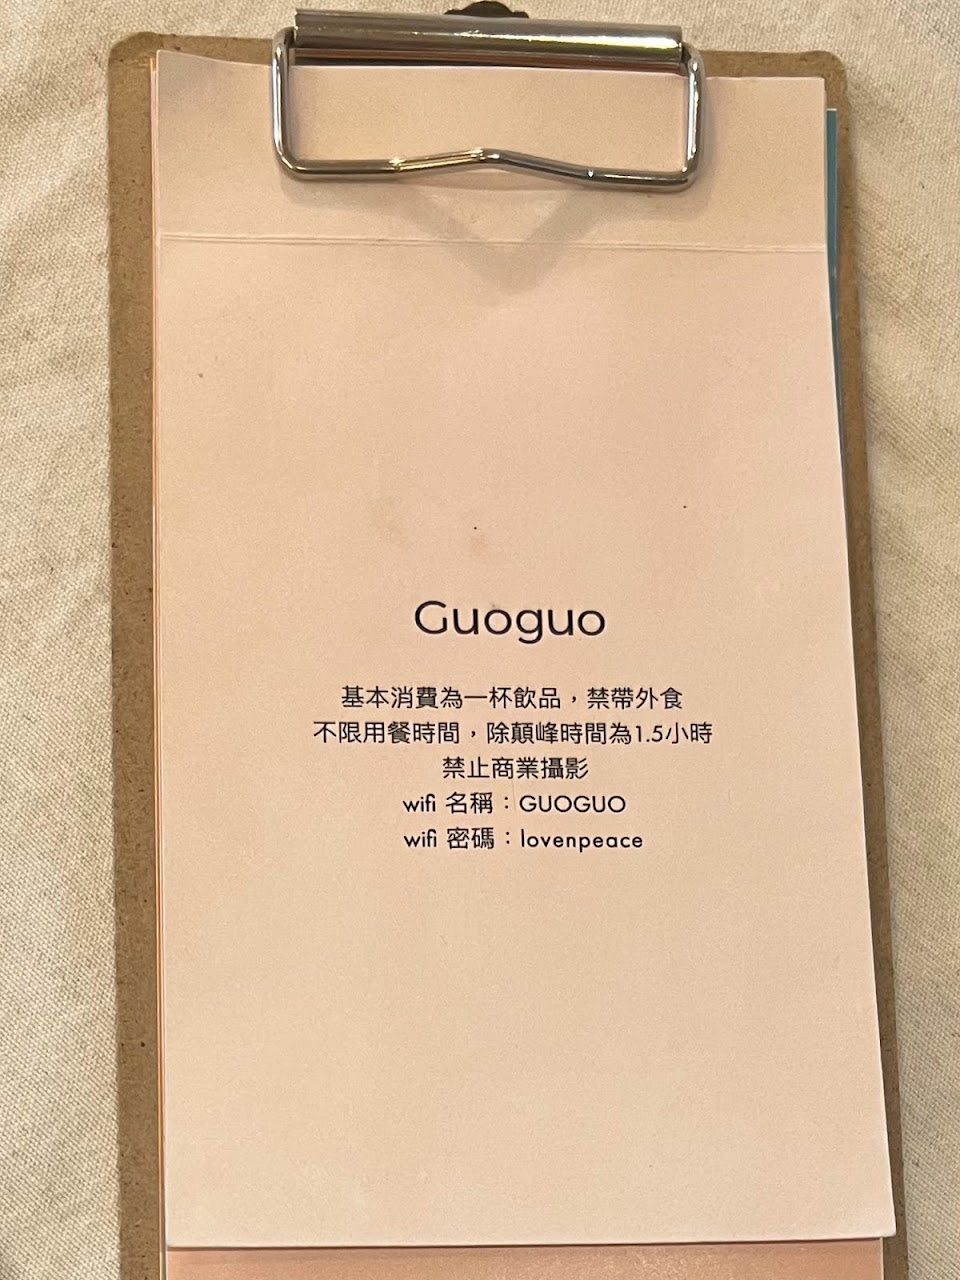 Guoguo
基本消費為一杯飲品，禁帶外食
不限用餐時間，除顛峰時間為1.5小時
禁止商業攝影
wifi 名稱：GUOGUO
wifi 密碼：lovenpeace